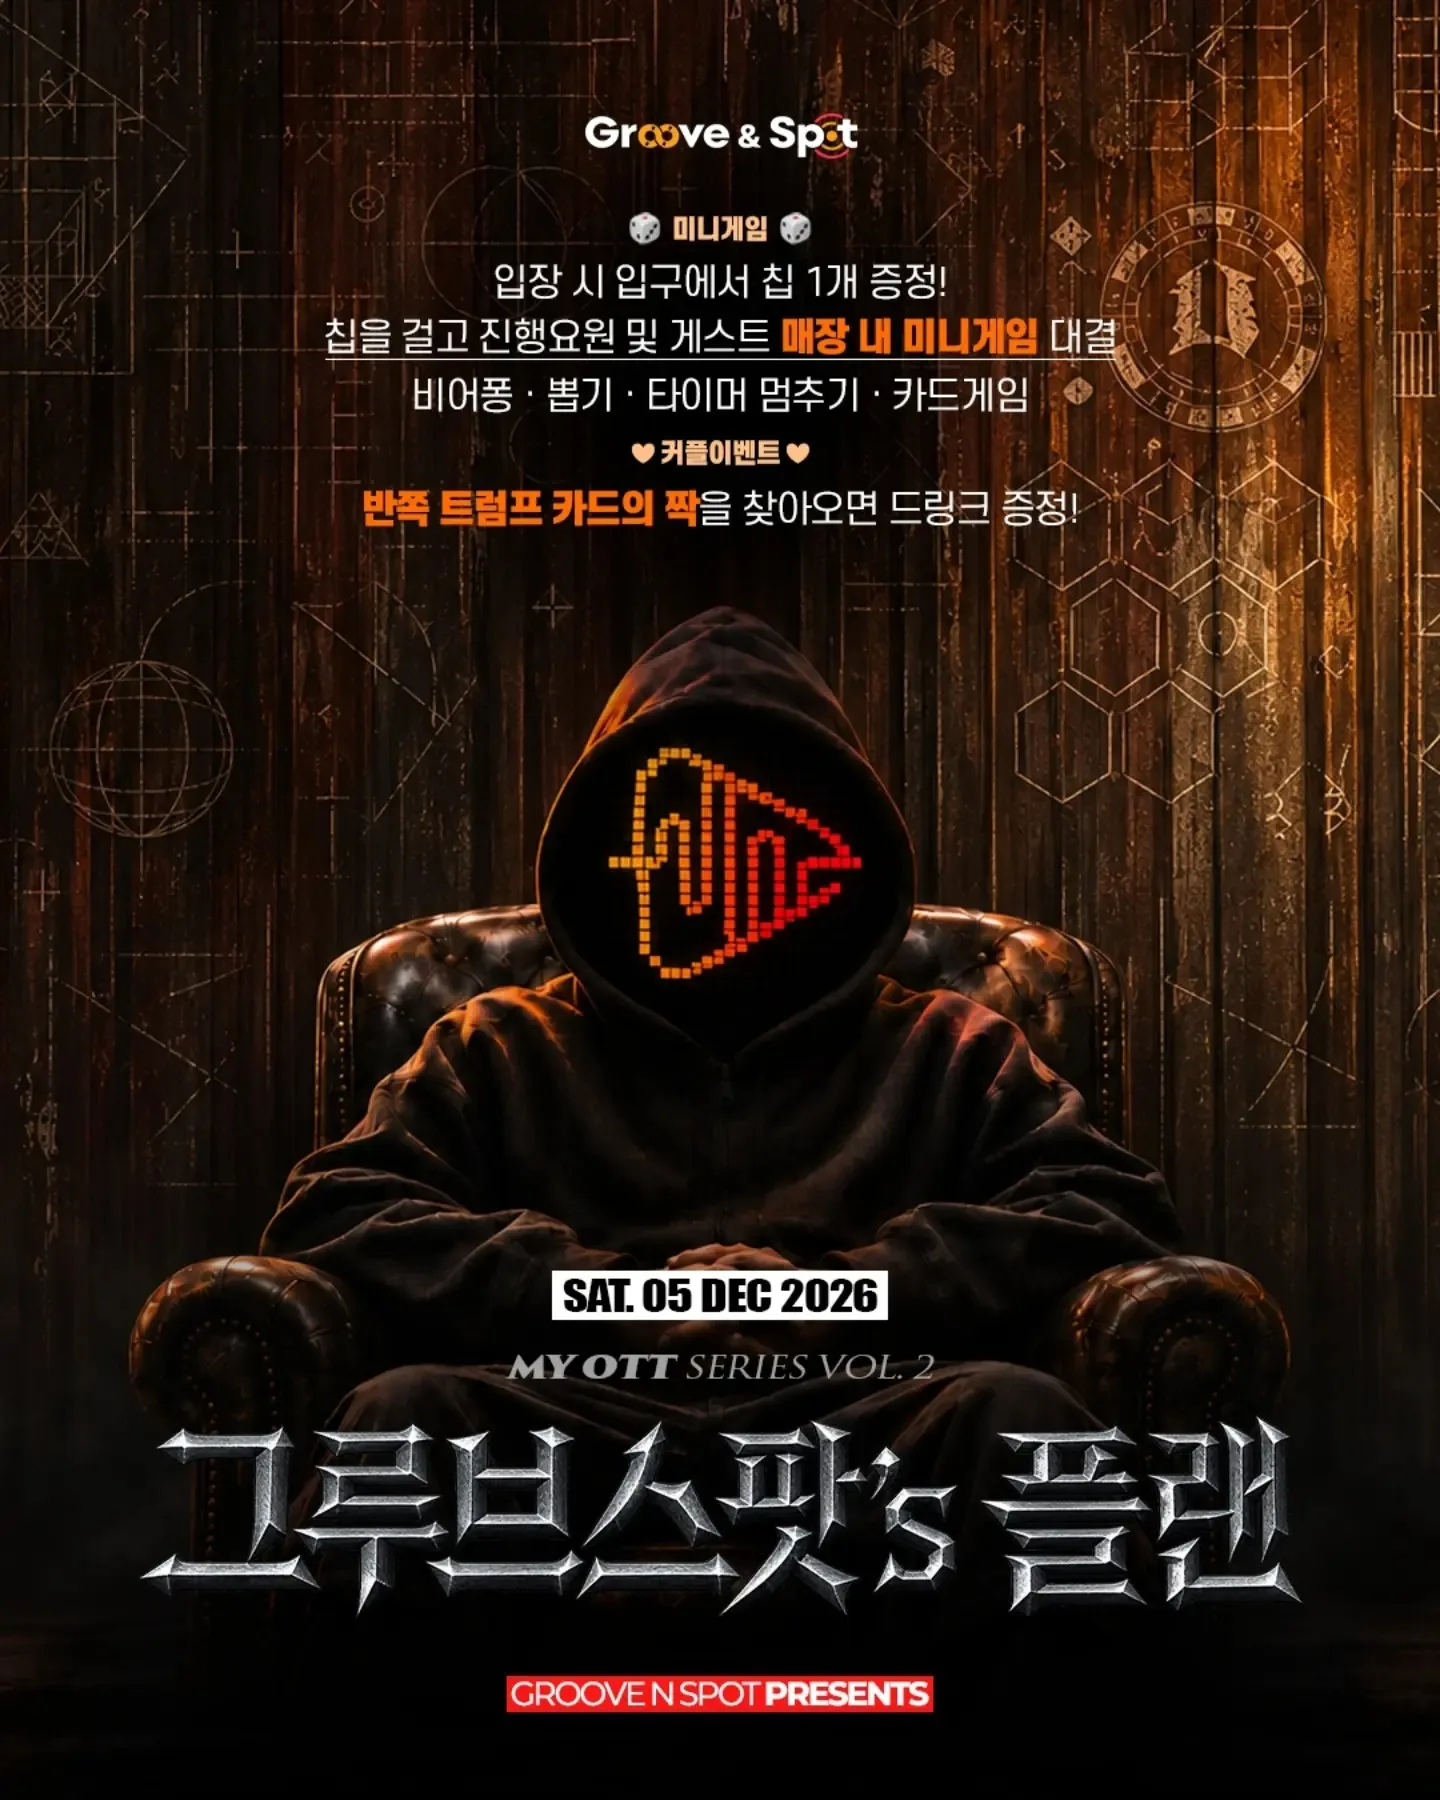 Groove & Spot
미니게임
입장 시 입구에서 칩 1개 증정!
칩을 걸고 진행요원 및 게스트 매장 내 미니게임 대결
비어퐁 · 뽑기 · 타이머 멈추기 · 카드게임
♥ 커플이벤트 ♥
반쪽 트럼프 카드의 짝을 찾아오면 드링크 증정!
SAT. 05 DEC 2026
MY OTT SERIES VOL. 2
그루브스팟's 플랜
GROOVE N SPOT PRESENTS